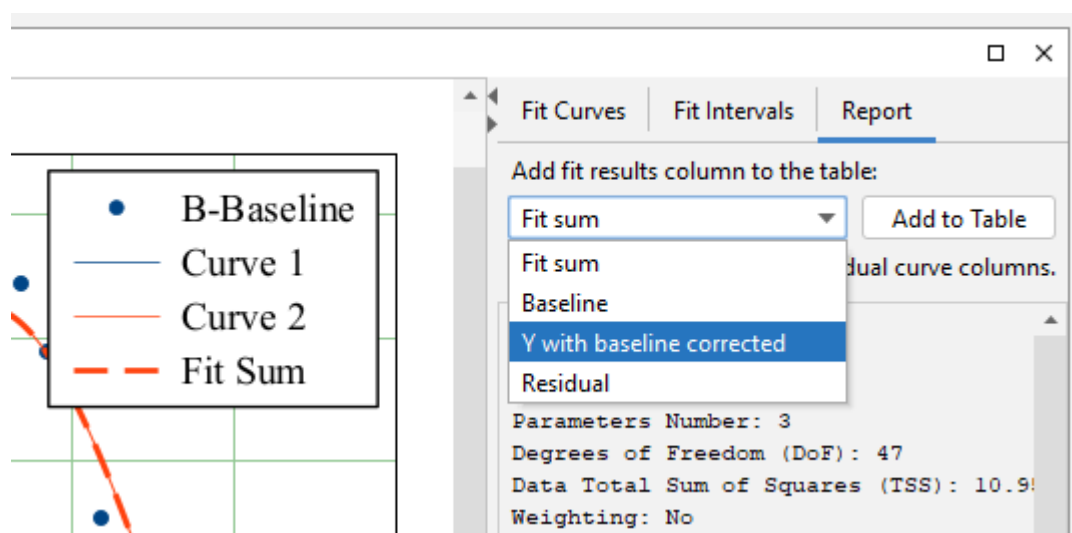 Fit Curves
Fit Intervals
Report
Add fit results column to the table:
Fit sum
Add to Table
Fit sum
Baseline
Y with baseline corrected
Residual
curve columns.
Parameters Number: 3
Degrees of Freedom (DoF): 47
Data Total Sum of Squares (TSS): 10.9
Weighting: No
B-Baseline
Curve 1
Curve 2
Fit Sum